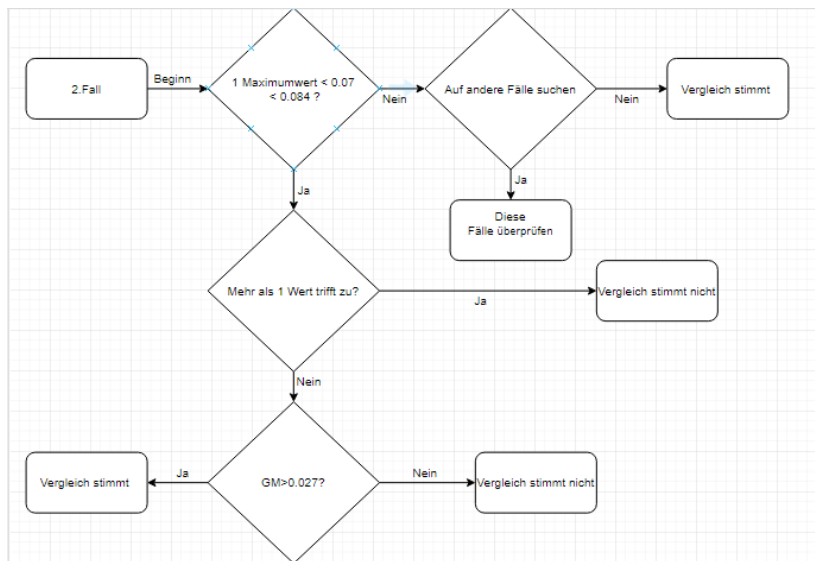 2.Fall
Beginn
1 Maximumwert < 0.07
< 0.084 ?
Nein
Auf andere Fälle suchen
Nein
Vergleich stimmt
Ja
Ja
Diese
Fälle überprüfen
Mehr als 1 Wert trifft zu?
Ja
Vergleich stimmt nicht
Nein
Vergleich stimmt
Ja
GM>0.027?
Nein
Vergleich stimmt nicht